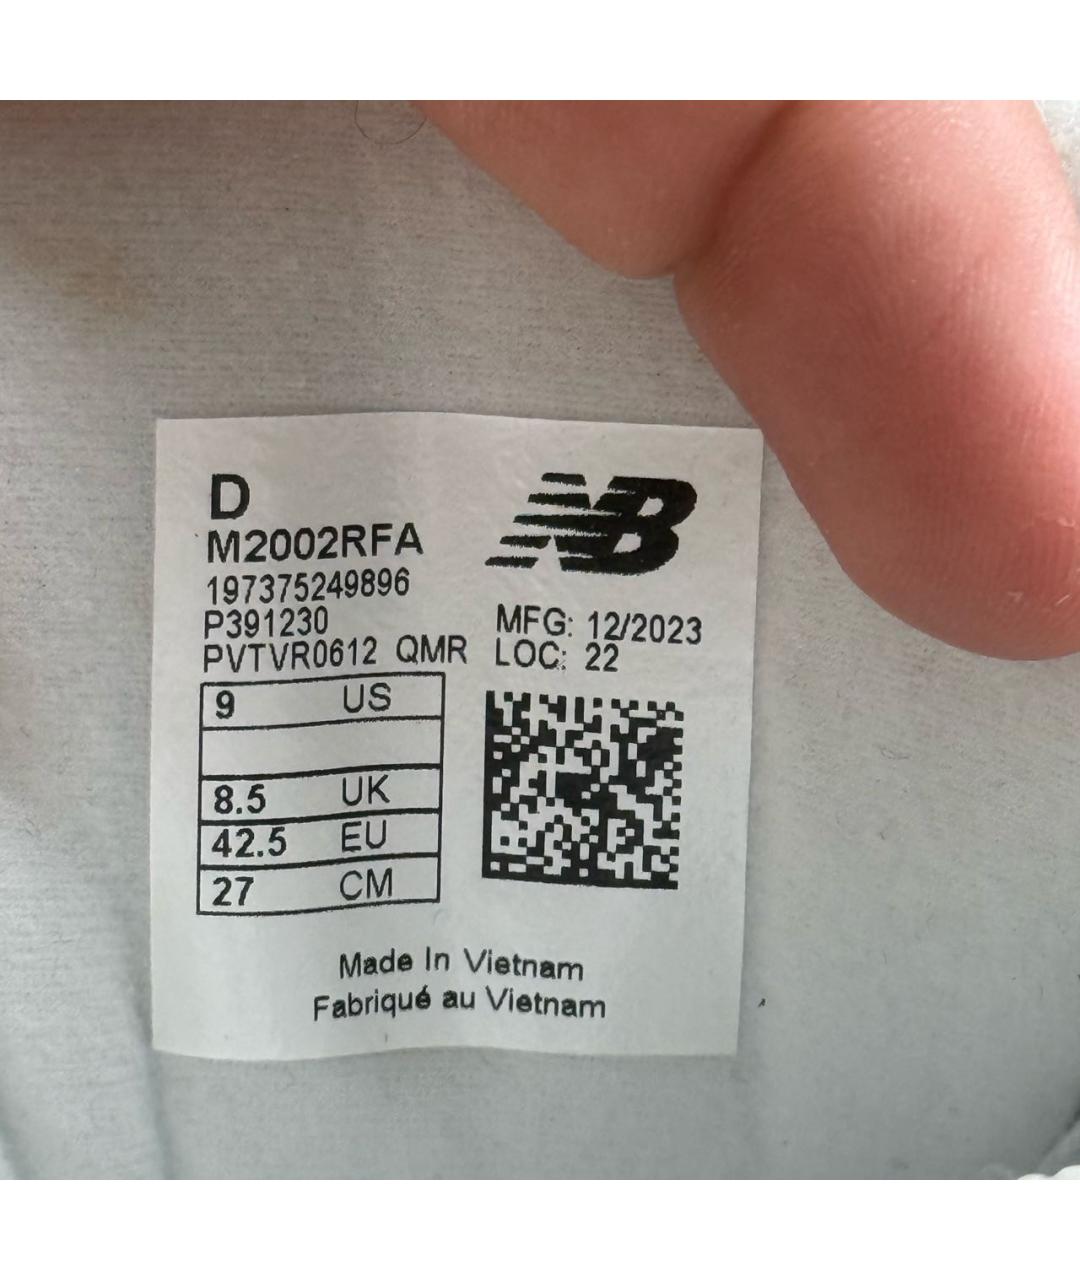 D
NB
M2002RFA
197375249896
P391230
PVTVR0612 QMR
MFG: 12/2023
LOC: 22
9 US
8.5 UK
42.5 EU
27 CM
Made In Vietnam
Fabriqué au Vietnam